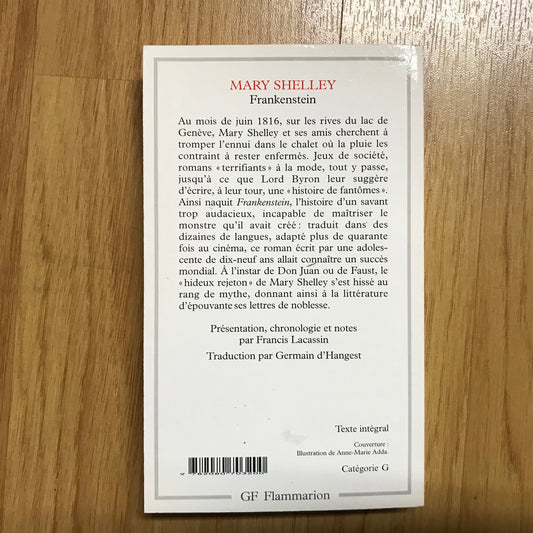 MARY SHELLEY
Frankenstein
Au mois de juin 1816, sur les rives du lac de
Genève, Mary Shelley et ses amis cherchent à
tromper l'ennui dans le chalet où la pluie les
contraint à rester enfermés. Jeux de société,
romans « terrifiants » à la mode, tout y passe,
jusqu'à ce que Lord Byron leur suggère
d'écrire, à leur tour, une « histoire de fantômes ».
Ainsi naquit Frankenstein, l'histoire d'un savant
trop audacieux, incapable de maîtriser le
monstre qu'il avait créé : traduit dans des
dizaines de langues, adapté plus de quarante
fois au cinéma, ce roman écrit par une adoles-
cente de dix-neuf ans allait connaître un succès
mondial. À l'instar de Don Juan ou de Faust, le
« hideux rejeton » de Mary Shelley s'est hissé au
rang de mythe, donnant ainsi à la littérature
d'épouvante ses lettres de noblesse.
Présentation, chronologie et notes
par Francis Lacassin
Traduction par Germain d'Hangest
Texte intégral
Couverture :
Illustration de Anne-Marie Adda.
Catégorie G
GF Flammarion